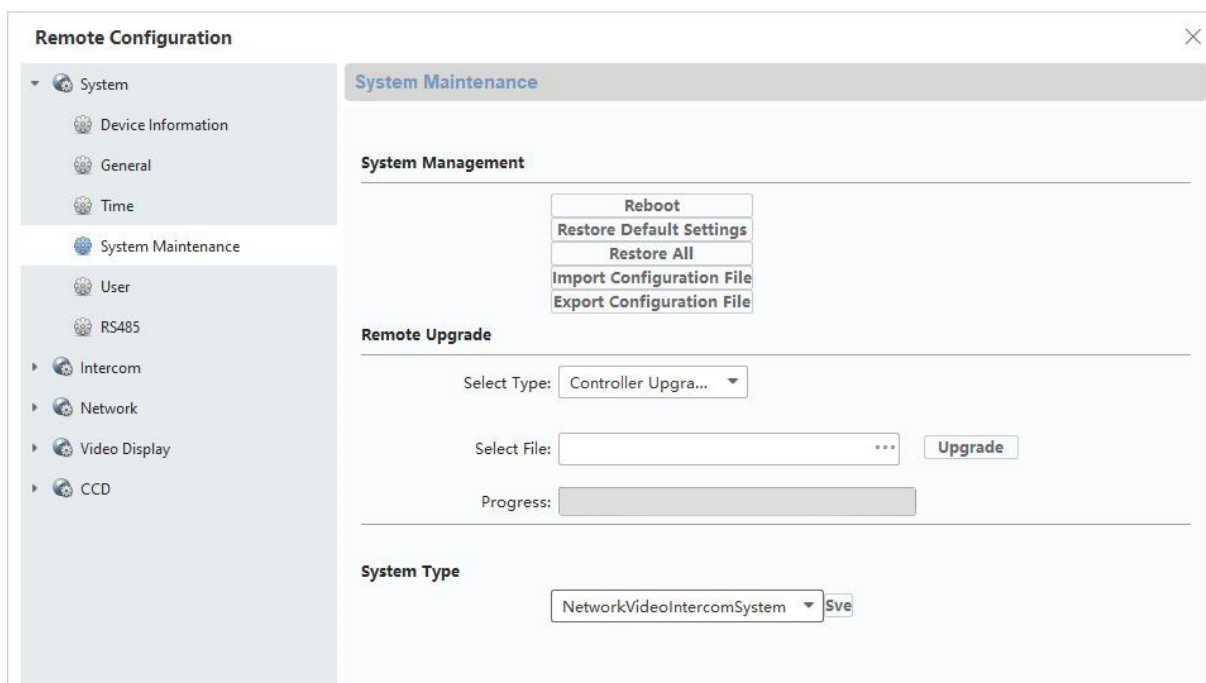 Remote Configuration
System
Device Information
General
Time
System Maintenance
User
RS485
Intercom
Network
Video Display
CCD
System Maintenance
System Management
Reboot
Restore Default Settings
Restore All
Import Configuration File
Export Configuration File
Remote Upgrade
Select Type: Controller Upgra...
Select File: Upgrade
Progress:
System Type
NetworkVideoIntercomSystem Sve